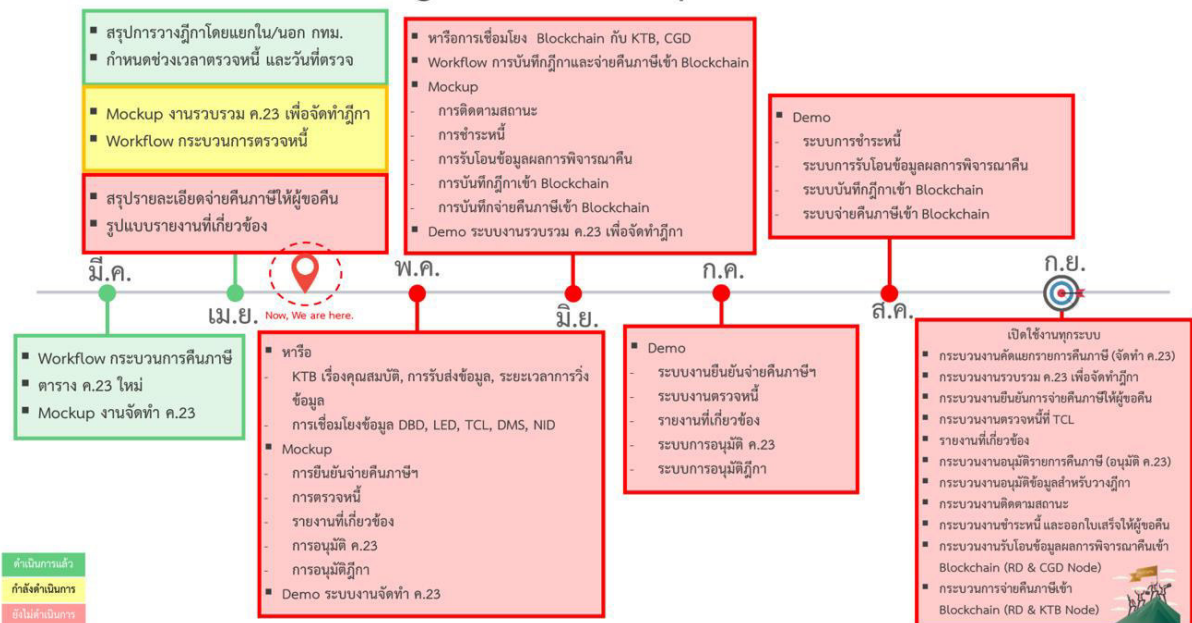 ■ สรุปการวางฎีกาโดยแยกใน/นอก กทม.
■ กำหนดช่วงเวลาตรวจหนี้ และวันที่ตรวจ
■ Mockup งานรวบรวม ค.23 เพื่อจัดทำฎีกา
■ Workflow กระบวนการตรวจหนี้
■ สรุปรายละเอียดจ่ายคืนภาษีให้ผู้ขอคืน
■ รูปแบบรายงานที่เกี่ยวข้อง
■ หารือการเชื่อมโยง Blockchain กับ KTB, CGD
■ Workflow การบันทึกฎีกาและจ่ายคืนภาษีเข้า Blockchain
■ Mockup
- การติดตามสถานะ
- การชำระหนี้
- การรับโอนข้อมูลผลการพิจารณาคืน
- การบันทึกฎีกาเข้า Blockchain
- การบันทึกจ่ายคืนภาษีเข้า Blockchain
■ Demo ระบบงานรวบรวม ค.23 เพื่อจัดทำฎีกา
■ Demo
- ระบบการชำระหนี้
- ระบบการรับโอนข้อมูลผลการพิจารณาคืน
- ระบบบันทึกฎีกาเข้า Blockchain
- ระบบจ่ายคืนภาษีเข้า Blockchain
มี.ค.
เม.ย.
Now, We are here.
พ.ค.
มิ.ย.
ก.ค.
ส.ค.
ก.ย.
■ Workflow กระบวนการคืนภาษี
■ ตาราง ค.23 ใหม่
■ Mockup งานจัดทำ ค.23
■ หารือ
- KTB เรื่องคุณสมบัติ, การรับส่งข้อมูล, ระยะเวลาการวิ่ง
ข้อมูล
- การเชื่อมโยงข้อมูล DBD, LED, TCL, DMS, NID
■ Mockup
- การยืนยันจ่ายคืนภาษีฯ
- การตรวจหนี้
- รายงานที่เกี่ยวข้อง
- การอนุมัติ ค.23
- การอนุมัติฎีกา
■ Demo ระบบงานจัดทำ ค.23
■ Demo
- ระบบงานยืนยันจ่ายคืนภาษีฯ
- ระบบงานตรวจหนี้
- รายงานที่เกี่ยวข้อง
- ระบบการอนุมัติ ค.23
- ระบบการอนุมัติฎีกา
เปิดใช้งานทุกระบบ
■ กระบวนงานคัดแยกรายการคืนภาษี (จัดทำ ค.23)
■ กระบวนงานรวบรวม ค.23 เพื่อจัดทำฎีกา
■ กระบวนงานยืนยันการจ่ายคืนภาษีให้ผู้ขอคืน
■ กระบวนงานตรวจหนี้ที่ TCL
■ รายงานที่เกี่ยวข้อง
■ กระบวนงานอนุมัติรายการคืนภาษี (อนุมัติ ค.23)
■ กระบวนงานอนุมัติข้อมูลสำหรับวางฎีกา
■ กระบวนงานติดตามสถานะ
■ กระบวนงานชำระหนี้ และออกใบเสร็จให้ผู้ขอคืน
■ กระบวนงานรับโอนข้อมูลผลการพิจารณาคืนเข้า
Blockchain (RD & CGD Node)
■ กระบวนการจ่ายคืนภาษีเข้า
Blockchain (RD & KTB Node)
ดำเนินการแล้ว
กำลังดำเนินการ
ยังไม่ดำเนินการ